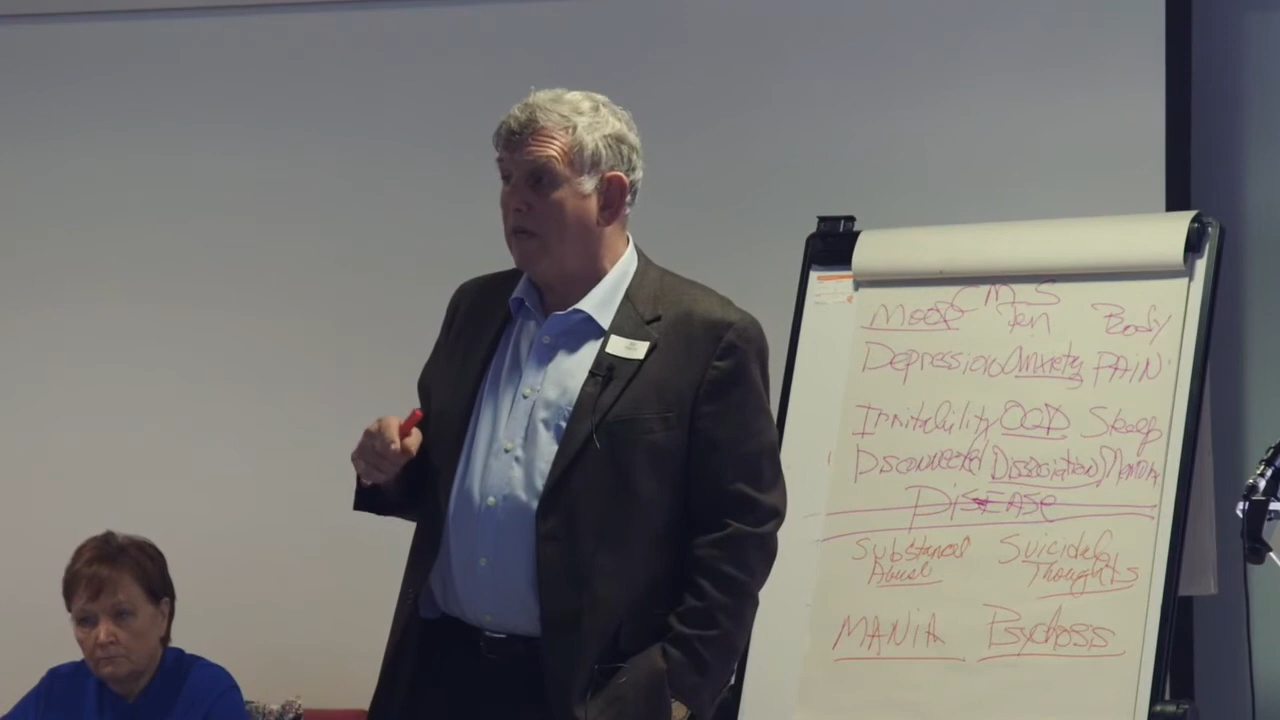 CMS
Mood Ten Body
Depression Anxiety PAIN
Irritability OCD Sleep
Disconnected Dissociation/Memory
DisEASE
Substance Suicidal
Abuse Thoughts
MANIA Psychosis